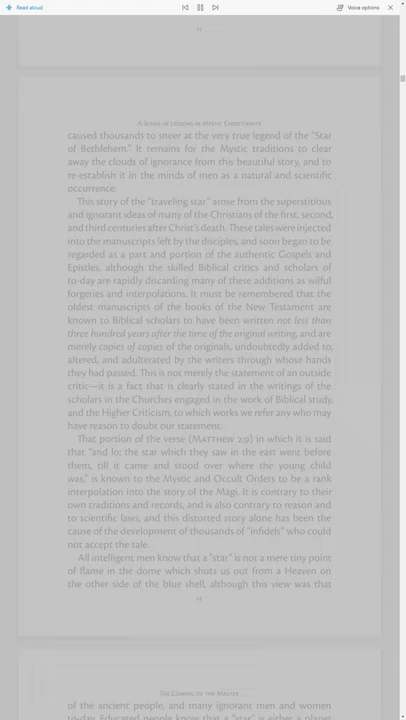 Read aloud
Voice options
13
A Series of Lessons in Mystic Christianity
caused thousands to sneer at the very true legend of the "Star
of Bethlehem." It remains for the Mystic traditions to clear
away the clouds of ignorance from this beautiful story, and to
re-establish it in the minds of men as a natural and scientific
occurrence.
This story of the "traveling star" arose from the superstitious
and ignorant ideas of many of the Christians of the first, second,
and third centuries after Christ's death. These tales were injected
into the manuscripts left by the disciples, and soon began to be
regarded as a part and portion of the authentic Gospels and
Epistles, although the skilled Biblical critics and scholars of
to-day are rapidly discarding many of these additions as wilful
forgeries and interpolations. It must be remembered that the
oldest manuscripts of the books of the New Testament are
known to Biblical scholars to have been written not less than
three hundred years after the time of the original writing, and are
merely copies of copies of the originals, undoubtedly added to,
altered, and adulterated by the writers through whose hands
they had passed. This is not merely the statement of an outside
critic—it is a fact that is clearly stated in the writings of the
scholars in the Churches engaged in the work of Biblical study,
and the Higher Criticism, to which works we refer any who may
have reason to doubt our statement.
That portion of the verse (Matthew 2:9) in which it is said
that "and lo; the star which they saw in the east went before
them, till it came and stood over where the young child
was," is known to the Mystic and Occult Orders to be a rank
interpolation into the story of the Magi. It is contrary to their
own traditions and records, and is also contrary to reason and
to scientific laws, and this distorted story alone has been the
cause of the development of thousands of "infidels" who could
not accept the tale.
All intelligent men know that a "star" is not a mere tiny point
of flame in the dome which shuts us out from a Heaven on
the other side of the blue shell, although this view was that
14
The Coming of the Master
of the ancient people, and many ignorant men and women
to-day. Educated people know that a "star" is either a planet